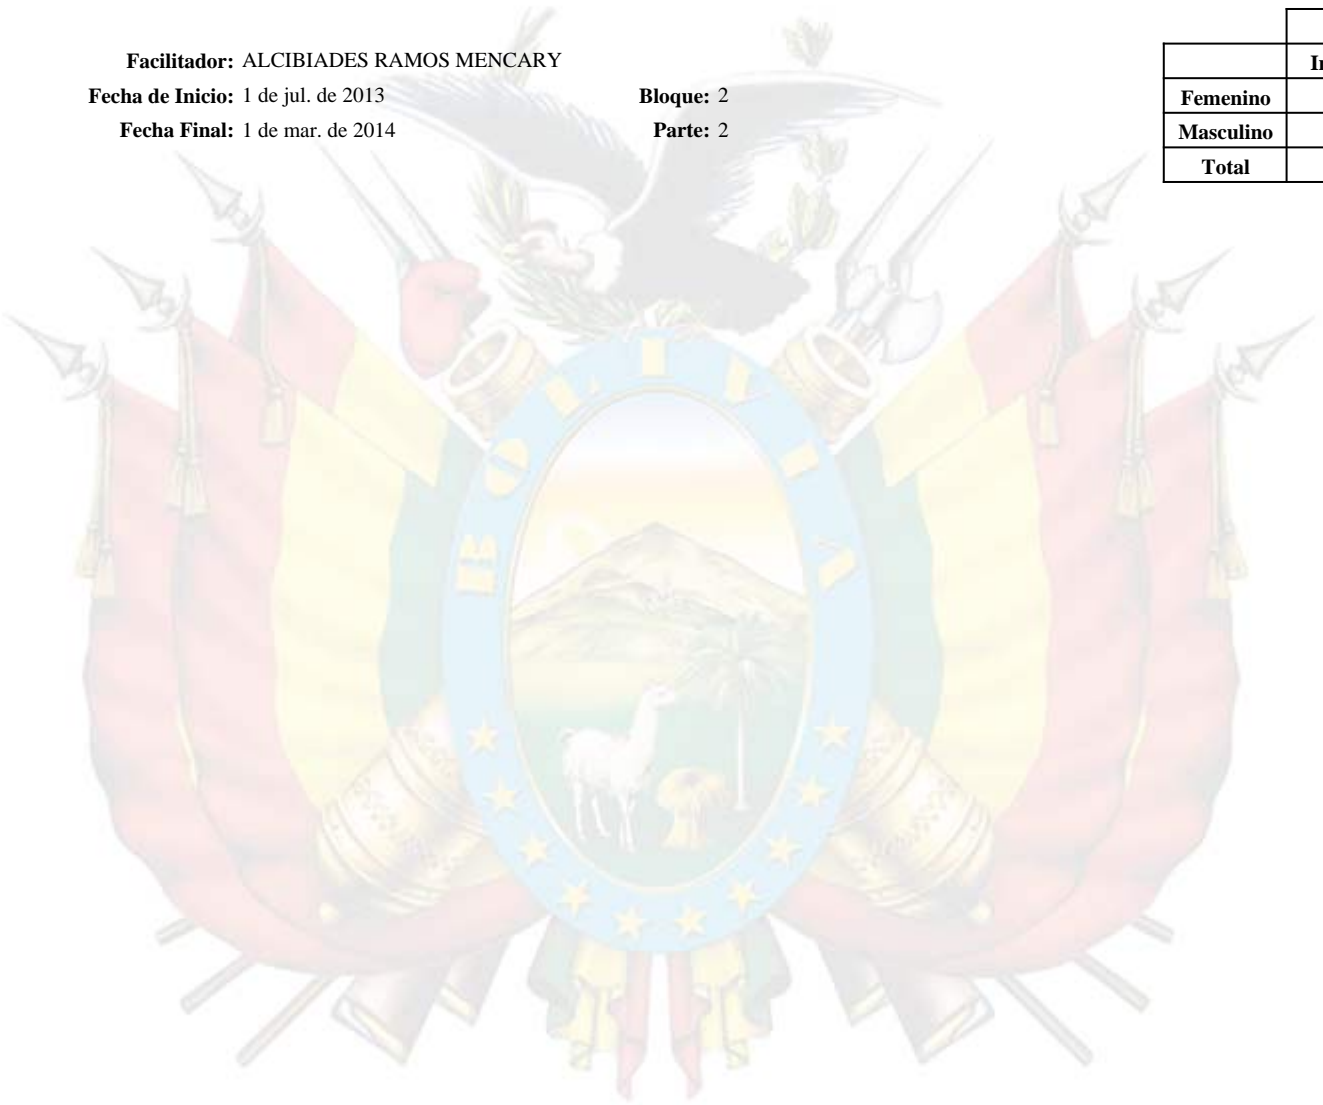 Facilitador: ALCIBIADES RAMOS MENCARY
Fecha de Inicio: 1 de jul. de 2013 Bloque: 2
Fecha Final: 1 de mar. de 2014 Parte: 2
Femenino
Masculino
Total
BOLIVIA